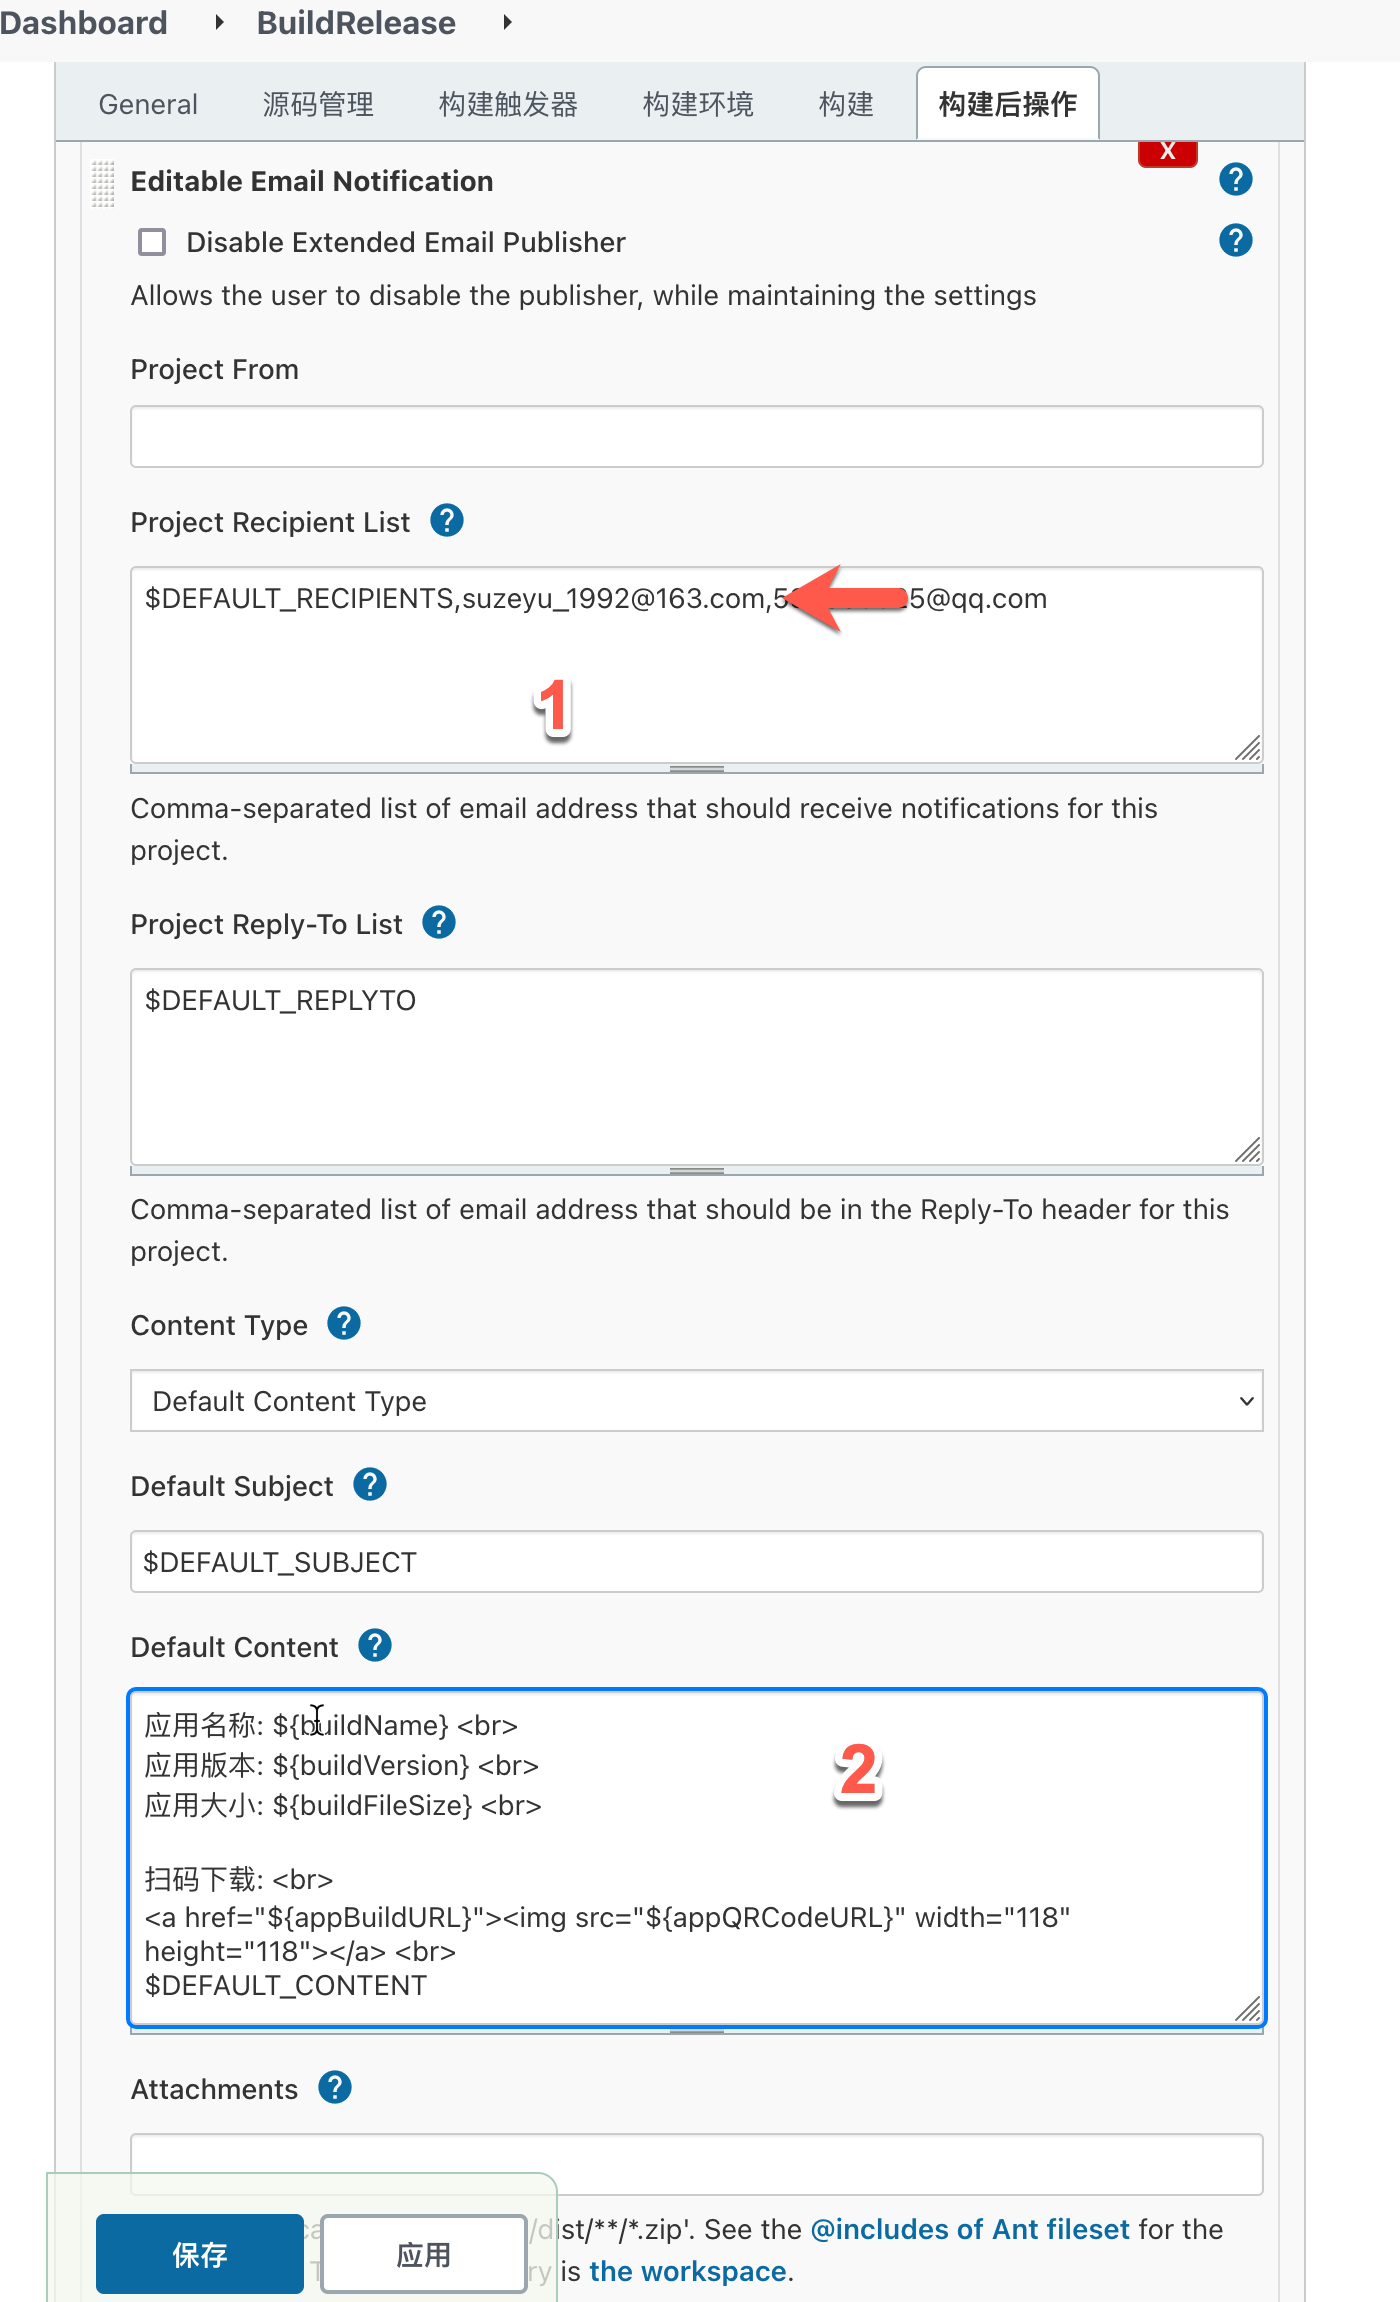 Dashboard BuildRelease
General 源码管理 构建触发器 构建环境 构建 构建后操作
X
Editable Email Notification ?
Disable Extended Email Publisher ?
Allows the user to disable the publisher, while maintaining the settings
Project From
Project Recipient List ?
$DEFAULT_RECIPIENTS,suzeyu_1992@163.com,5 5@qq.com
1
Comma-separated list of email address that should receive notifications for this
project.
Project Reply-To List ?
$DEFAULT_REPLYTO
Comma-separated list of email address that should be in the Reply-To header for this
project.
Content Type ?
Default Content Type
Default Subject ?
$DEFAULT_SUBJECT
Default Content ?
应用名称: ${buildName} <br>
应用版本: ${buildVersion} <br>
2
应用大小: ${buildFileSize} <br>
扫码下载: <br>
<a href="${appBuildURL}"><img src="${appQRCodeURL}" width="118"
height="118"></a> <br>
$DEFAULT_CONTENT
Attachments ?
/dist/**/*.zip'. See the @includes of Ant fileset for the
is the workspace.
保存 应用